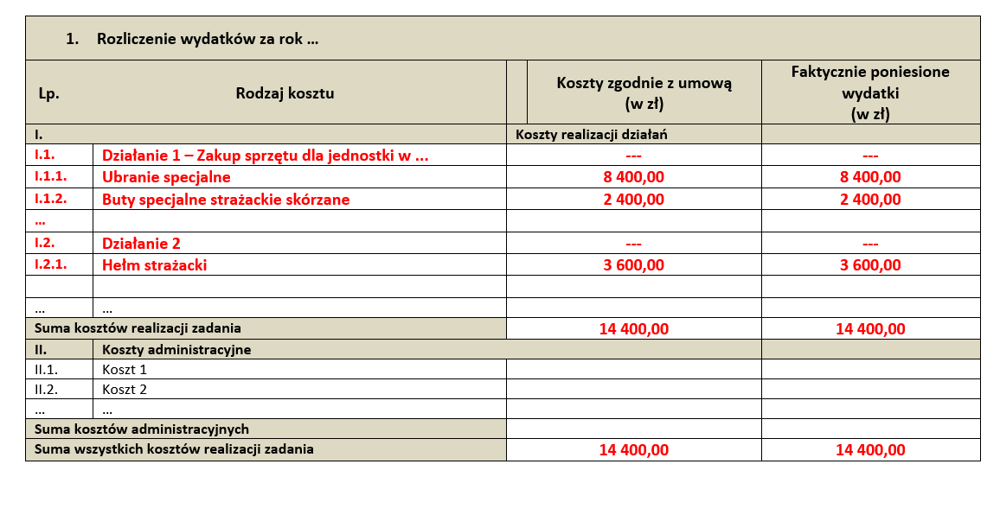 1. Rozliczenie wydatków za rok …
Lp. Rodzaj kosztu Koszty zgodnie z umową (w zł) Faktycznie poniesione wydatki (w zł)
I. Koszty realizacji działań
I.1. Działanie 1 – Zakup sprzętu dla jednostki w ... --- ---
I.1.1. Ubranie specjalne 8 400,00 8 400,00
I.1.2. Buty specjalne strażackie skórzane 2 400,00 2 400,00
…
I.2. Działanie 2 --- ---
I.2.1. Hełm strażacki 3 600,00 3 600,00
… …
Suma kosztów realizacji zadania 14 400,00 14 400,00
II. Koszty administracyjne
II.1. Koszt 1
II.2. Koszt 2
… …
Suma kosztów administracyjnych
Suma wszystkich kosztów realizacji zadania 14 400,00 14 400,00